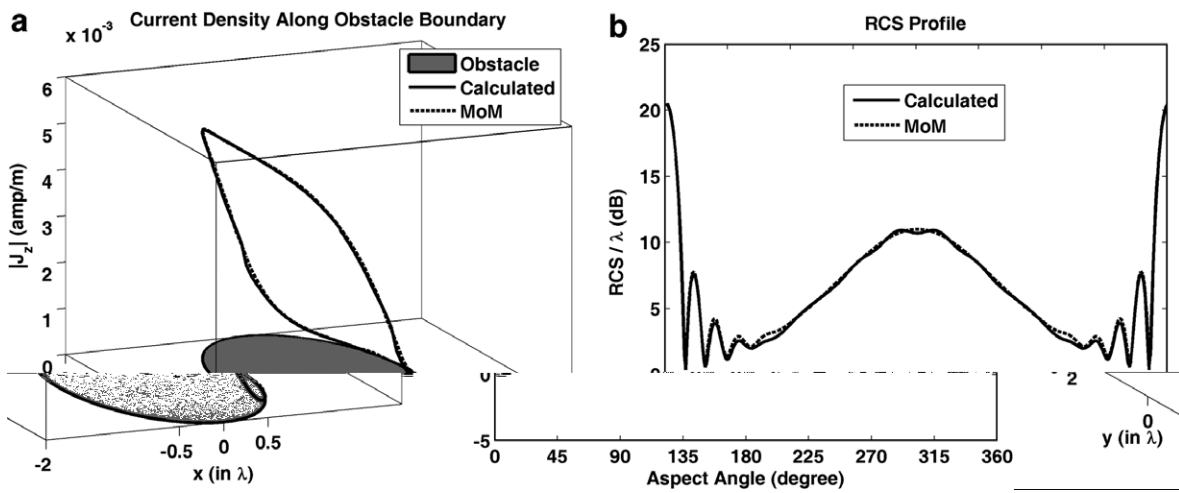 a
Current Density Along Obstacle Boundary
x 10⁻³
Obstacle
Calculated
MoM
6
5
4
3
2
1
0
|J_z| (amp/m)
-2
-0.5
0
0.5
x (in λ)
b
RCS Profile
Calculated
MoM
25
20
15
10
5
0
-5
RCS / λ (dB)
0 45 90 135 180 225 270 315 360
Aspect Angle (degree)
2
0
y (in λ)